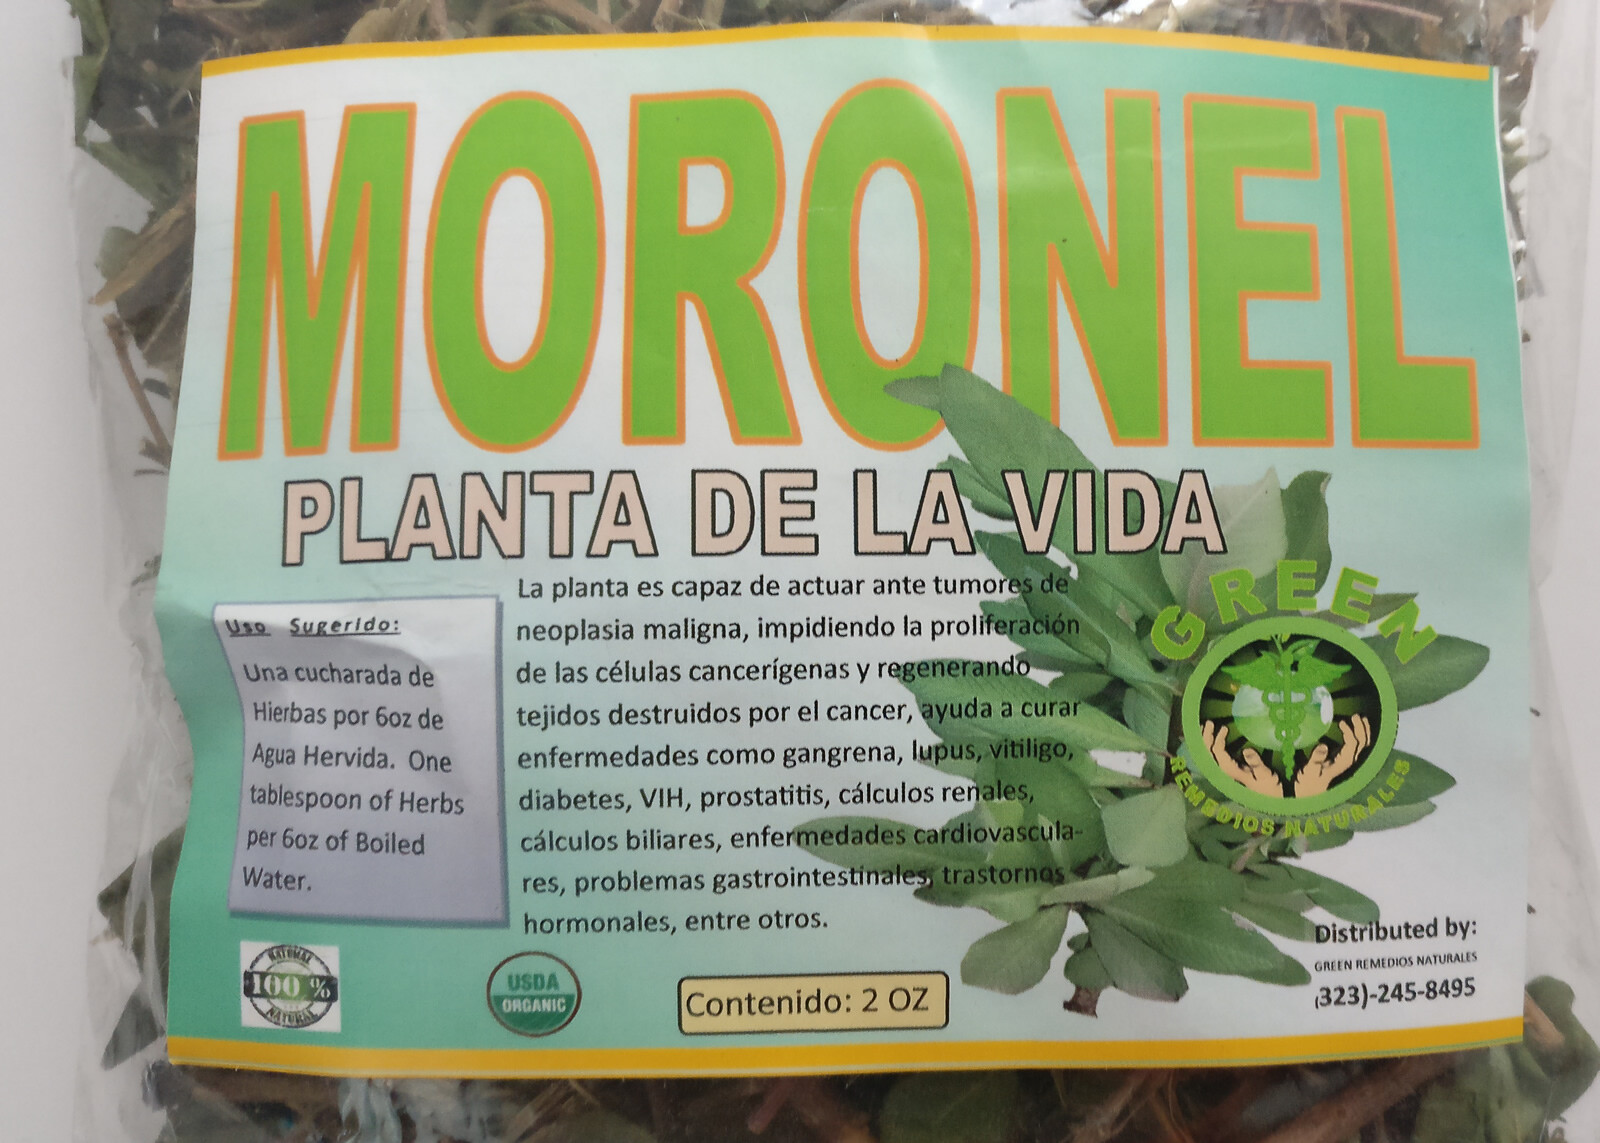 MORONEL
PLANTA DE LA VIDA
La planta es capaz de actuar ante tumores de
neoplasia maligna, impidiendo la proliferación
de las células cancerígenas y regenerando
tejidos destruidos por el cancer, ayuda a curar
enfermedades como gangrena, lupus, vitiligo,
diabetes, VIH, prostatitis, cálculos renales,
cálculos biliares, enfermedades cardiovascula-
res, problemas gastrointestinales, trastornos
hormonales, entre otros.
Uso Sugerido:
Una cucharada de
Hierbas por 6oz de
Agua Hervida. One
tablespoon of Herbs
per 6oz of Boiled
Water.
GREEN
REMEDIOS NATURALES
NATURAL
100 %
NATURAL
USDA
ORGANIC
Contenido: 2 OZ
Distributed by:
GREEN REMEDIOS NATURALES
(323)-245-8495